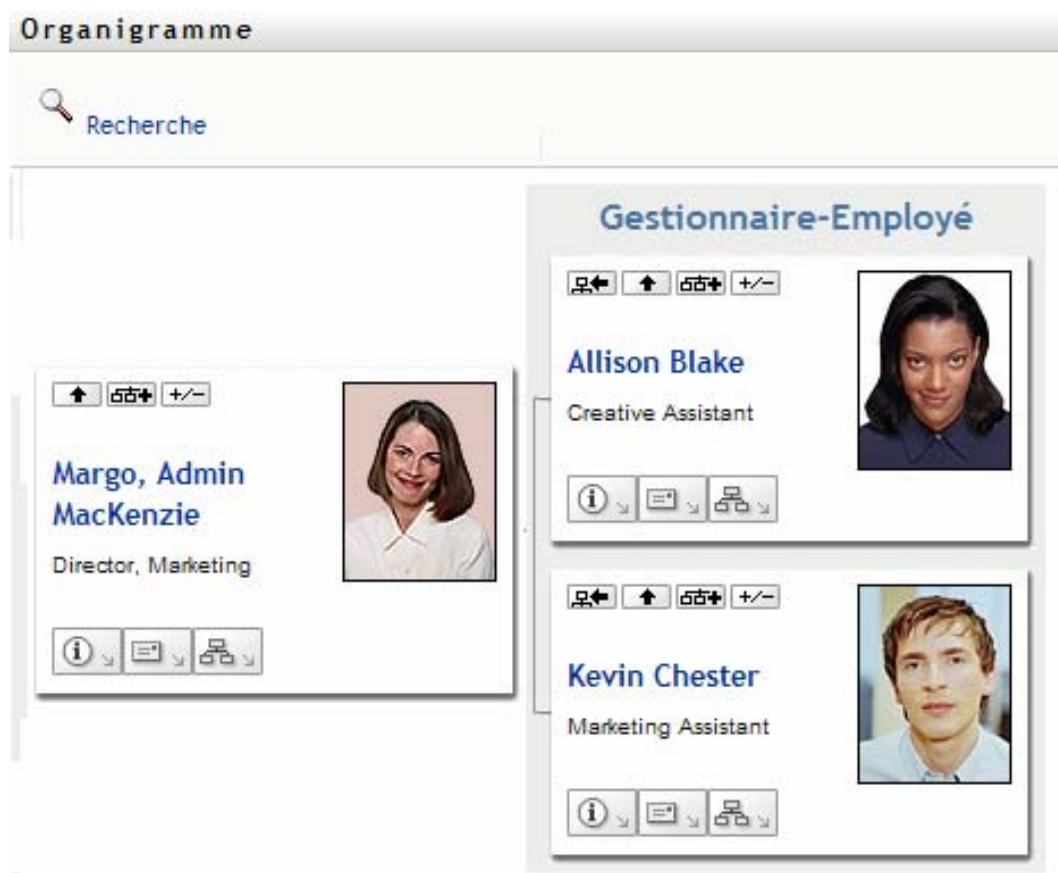 Organigramme
Recherche
Gestionnaire-Employé
+/-
Allison Blake
Creative Assistant
+/-
Margo, Admin
MacKenzie
Director, Marketing
+/-
Kevin Chester
Marketing Assistant